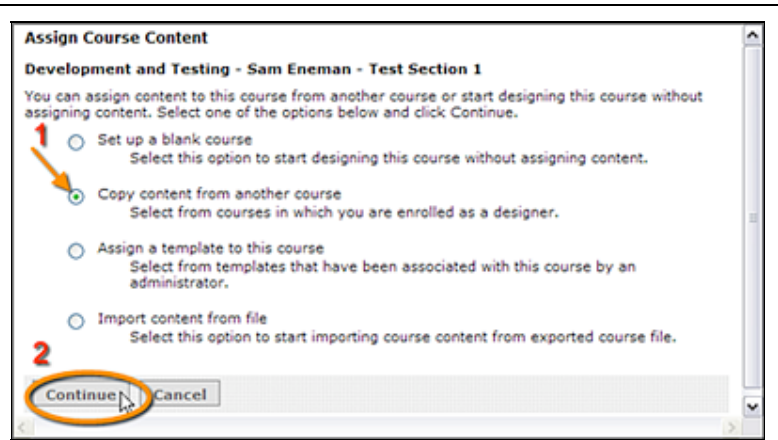 Assign Course Content
Development and Testing - Sam Eneman - Test Section 1
You can assign content to this course from another course or start designing this course without
assigning content. Select one of the options below and click Continue.
1
Set up a blank course
Select this option to start designing this course without assigning content.
Copy content from another course
Select from courses in which you are enrolled as a designer.
Assign a template to this course
Select from templates that have been associated with this course by an
administrator.
Import content from file
Select this option to start importing course content from exported course file.
2
Continue Cancel